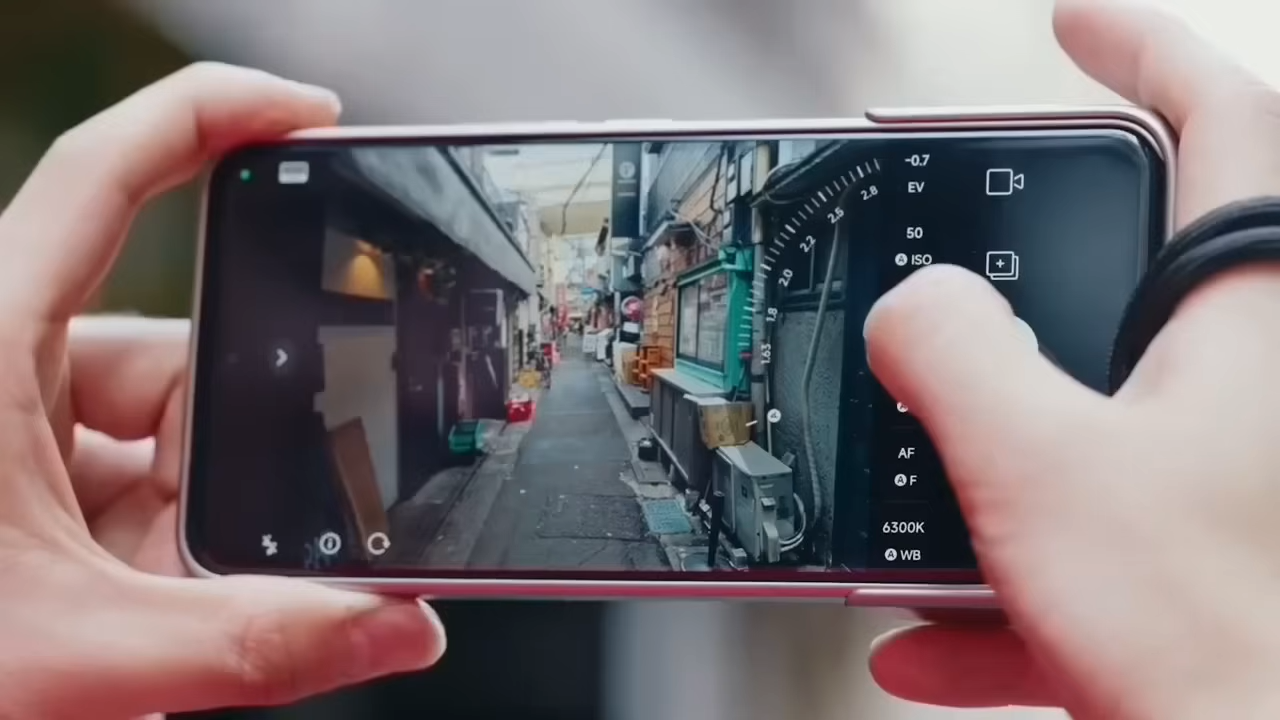 -0.7
EV
50
A ISO
2.8
2.5
2.2
2.0
1.8
1.63
A
AF
A F
6300K
A WB